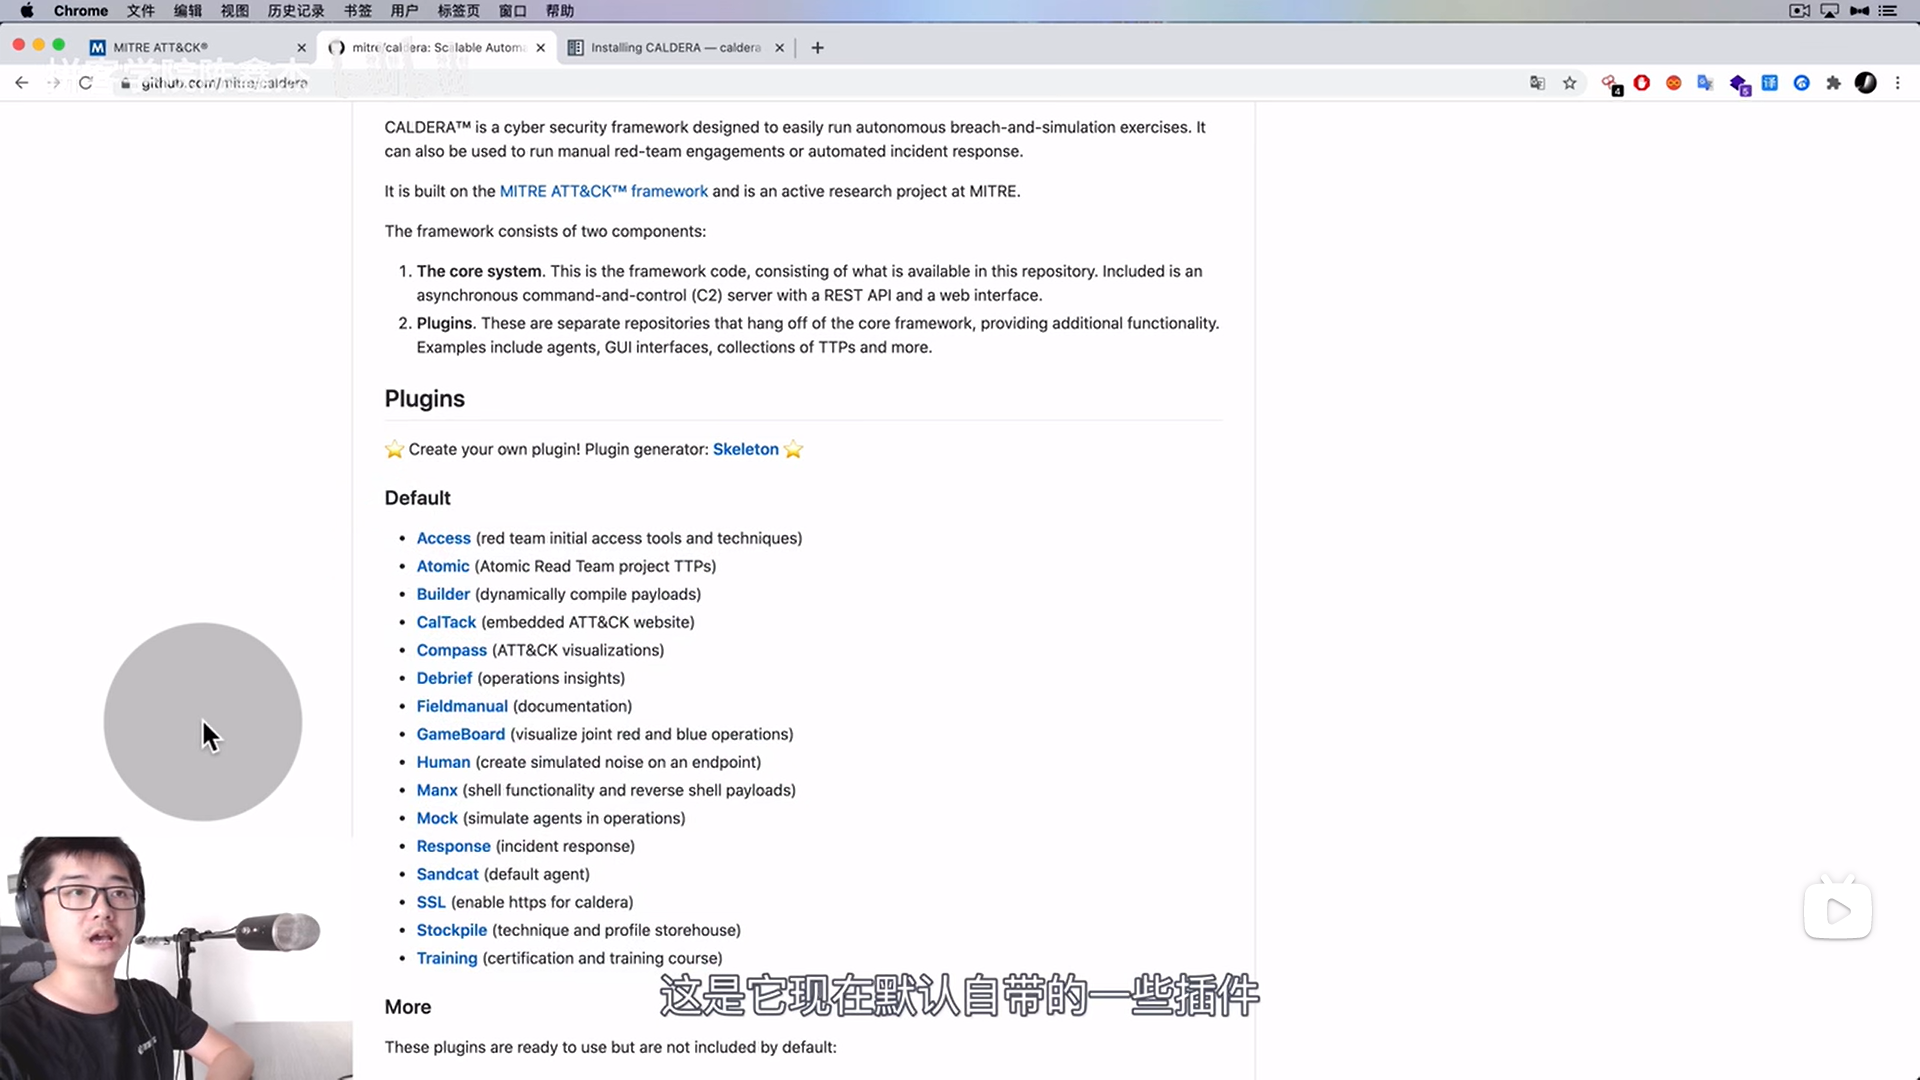 Chrome 文件 编辑 视图 历史记录 书签 用户 标签页 窗口 帮助
MITRE ATT&CK®
mitre/caldera: Scalable Autom
Installing CALDERA — caldera
github.com/mitre/caldera
4
5
译
CALDERA™ is a cyber security framework designed to easily run autonomous breach-and-simulation exercises. It
can also be used to run manual red-team engagements or automated incident response.
It is built on the MITRE ATT&CK™ framework and is an active research project at MITRE.
The framework consists of two components:
1. The core system. This is the framework code, consisting of what is available in this repository. Included is an
asynchronous command-and-control (C2) server with a REST API and a web interface.
2. Plugins. These are separate repositories that hang off of the core framework, providing additional functionality.
Examples include agents, GUI interfaces, collections of TTPs and more.
Plugins
⭐ Create your own plugin! Plugin generator: Skeleton ⭐
Default
• Access (red team initial access tools and techniques)
• Atomic (Atomic Read Team project TTPs)
• Builder (dynamically compile payloads)
• CalTack (embedded ATT&CK website)
• Compass (ATT&CK visualizations)
• Debrief (operations insights)
• Fieldmanual (documentation)
• GameBoard (visualize joint red and blue operations)
• Human (create simulated noise on an endpoint)
• Manx (shell functionality and reverse shell payloads)
• Mock (simulate agents in operations)
• Response (incident response)
• Sandcat (default agent)
• SSL (enable https for caldera)
• Stockpile (technique and profile storehouse)
• Training (certification and training course)
这是它现在默认自带的一些插件
More
These plugins are ready to use but are not included by default: